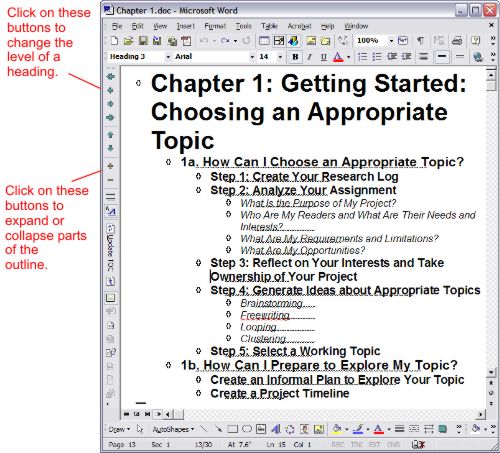 Click on these
buttons to
change the
level of a
heading.
Click on these
buttons to
expand or
collapse parts
of the
outline.
Chapter 1.doc - Microsoft Word
File Edit View Insert Format Tools Table Window Help
100%
Heading 3 Arial 14 B I U A
Update TOC
Chapter 1: Getting Started:
Choosing an Appropriate
Topic
1a. How Can I Choose an Appropriate Topic?
Step 1: Create Your Research Log
Step 2: Analyze Your Assignment
What Is the Purpose of My Project?
Who Are My Readers and What Are Their Needs and
Interests?
What Are My Requirements and Limitations?
What Are My Opportunities?
Step 3: Reflect on Your Interests and Take
Ownership of Your Project
Step 4: Generate Ideas about Appropriate Topics
Brainstorming
Freewriting
Looping
Clustering
Step 5: Select a Working Topic
1b. How Can I Prepare to Explore My Topic?
Create an Informal Plan to Explore Your Topic
Create a Project Timeline
Draw AutoShapes
Page 13 Sec 1 13/30 At 7.6" Ln 15 Col 1 REC TRK EXT OVR